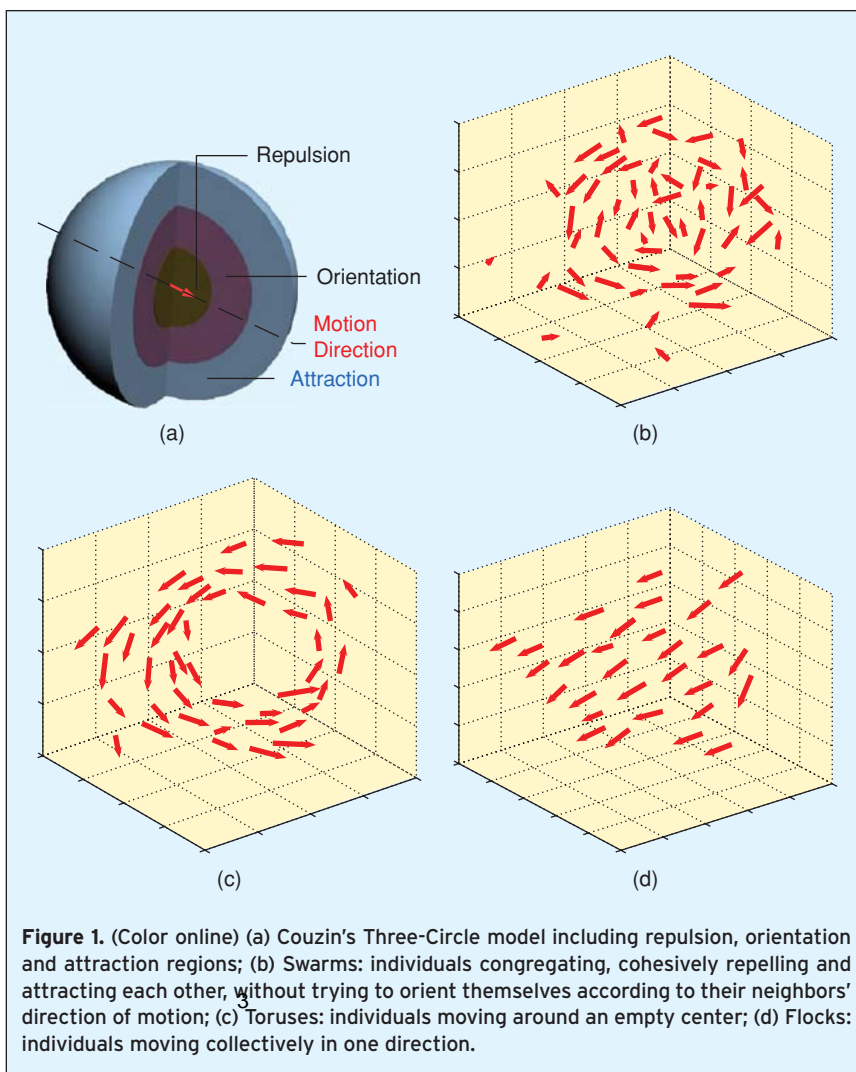 Repulsion
Orientation
Motion
Direction
Attraction
(a)
(b)
(c)
(d)
Figure 1. (Color online) (a) Couzin's Three-Circle model including repulsion, orientation
and attraction regions; (b) Swarms: individuals congregating, cohesively repelling and
attracting each other, without trying to orient themselves according to their neighbors'
3
direction of motion; (c) Toruses: individuals moving around an empty center; (d) Flocks:
individuals moving collectively in one direction.